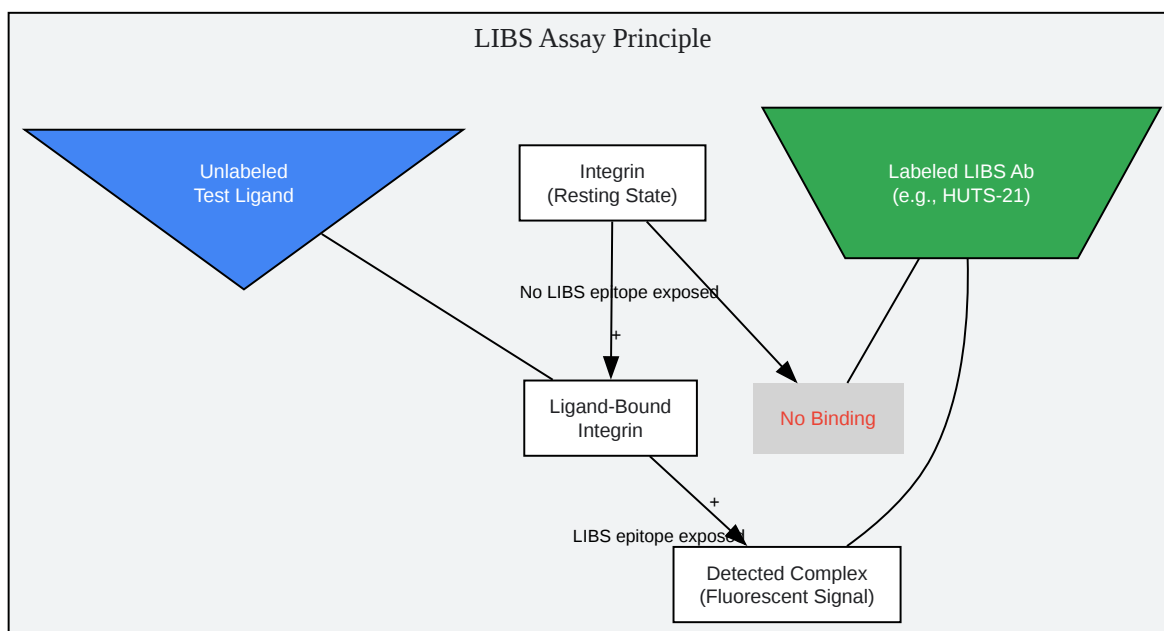 LIBS Assay Principle
Unlabeled
Test Ligand
Integrin
(Resting State)
Labeled LIBS Ab
(e.g., HUTS-21)
No LIBS epitope exposed
+
Ligand-Bound
Integrin
No Binding
+
LIBS epitope exposed
Detected Complex
(Fluorescent Signal)